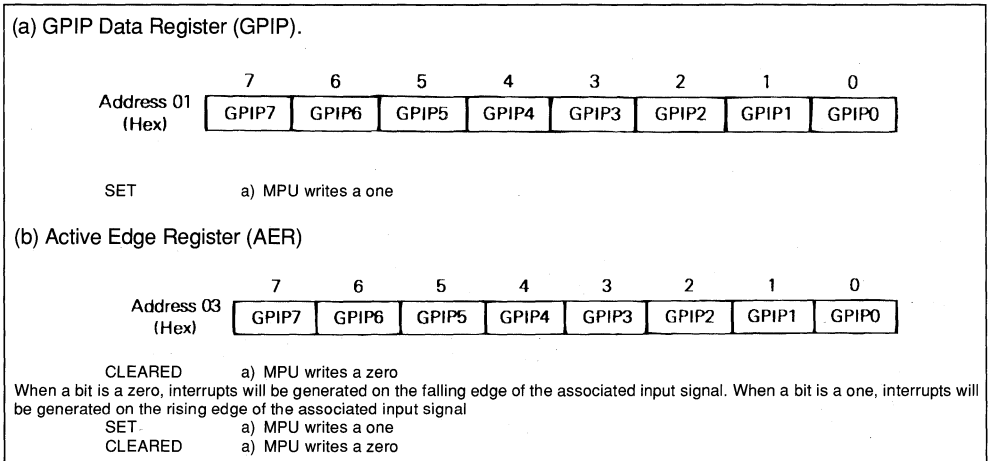 (a) GPIP Data Register (GPIP).
7 6 5 4 3 2 1 0
Address 01
(Hex)
GPIP7 GPIP6 GPIP5 GPIP4 GPIP3 GPIP2 GPIP1 GPIP0
SET a) MPU writes a one
(b) Active Edge Register (AER)
7 6 5 4 3 2 1 0
Address 03
(Hex)
GPIP7 GPIP6 GPIP5 GPIP4 GPIP3 GPIP2 GPIP1 GPIP0
CLEARED a) MPU writes a zero
When a bit is a zero, interrupts will be generated on the falling edge of the associated input signal. When a bit is a one, interrupts will
be generated on the rising edge of the associated input signal
SET a) MPU writes a one
CLEARED a) MPU writes a zero